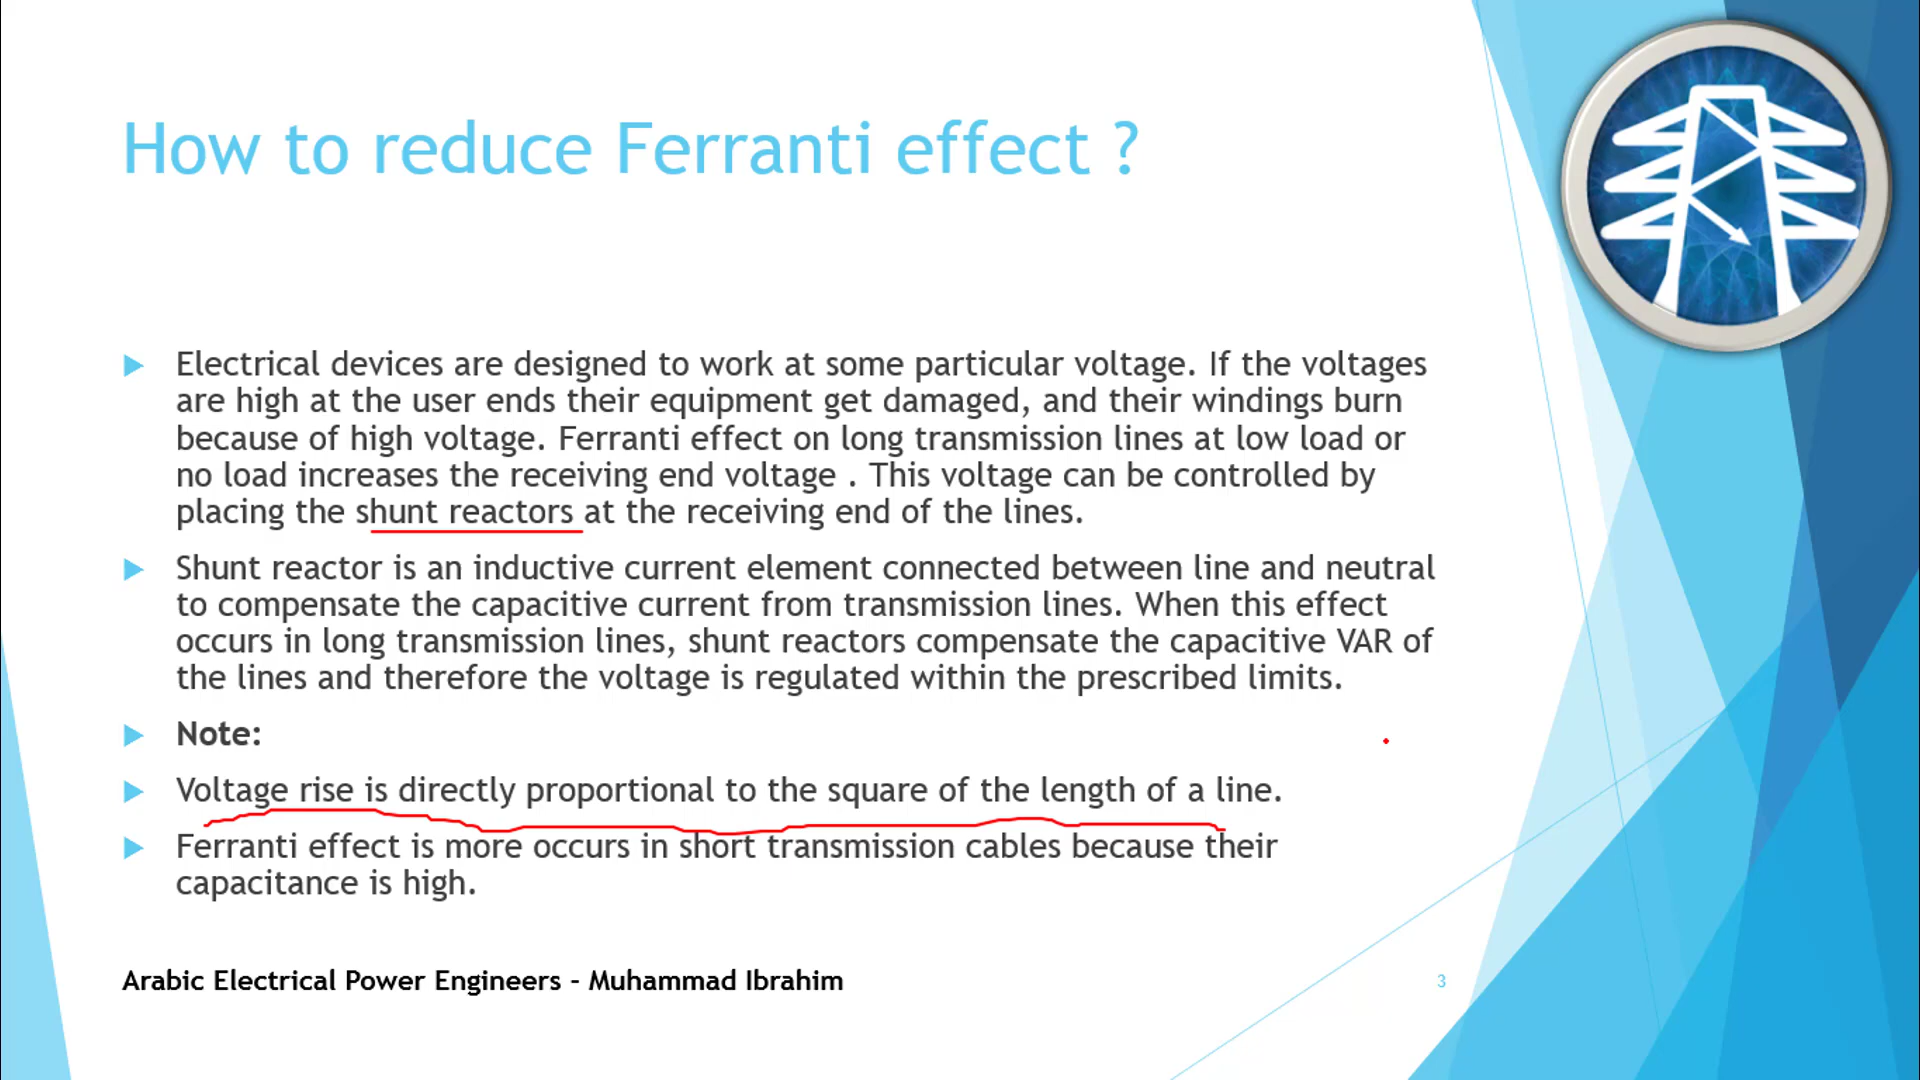 How to reduce Ferranti effect ?
Electrical devices are designed to work at some particular voltage. If the voltages
are high at the user ends their equipment get damaged, and their windings burn
because of high voltage. Ferranti effect on long transmission lines at low load or
no load increases the receiving end voltage . This voltage can be controlled by
placing the shunt reactors at the receiving end of the lines.
Shunt reactor is an inductive current element connected between line and neutral
to compensate the capacitive current from transmission lines. When this effect
occurs in long transmission lines, shunt reactors compensate the capacitive VAR of
the lines and therefore the voltage is regulated within the prescribed limits.
Note:
Voltage rise is directly proportional to the square of the length of a line.
Ferranti effect is more occurs in short transmission cables because their
capacitance is high.
Arabic Electrical Power Engineers - Muhammad Ibrahim
3